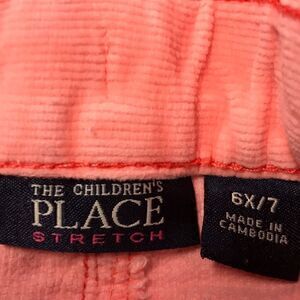 THE CHILDREN'S
PLACE
STRETCH
6X/7
MADE IN
CAMBODIA